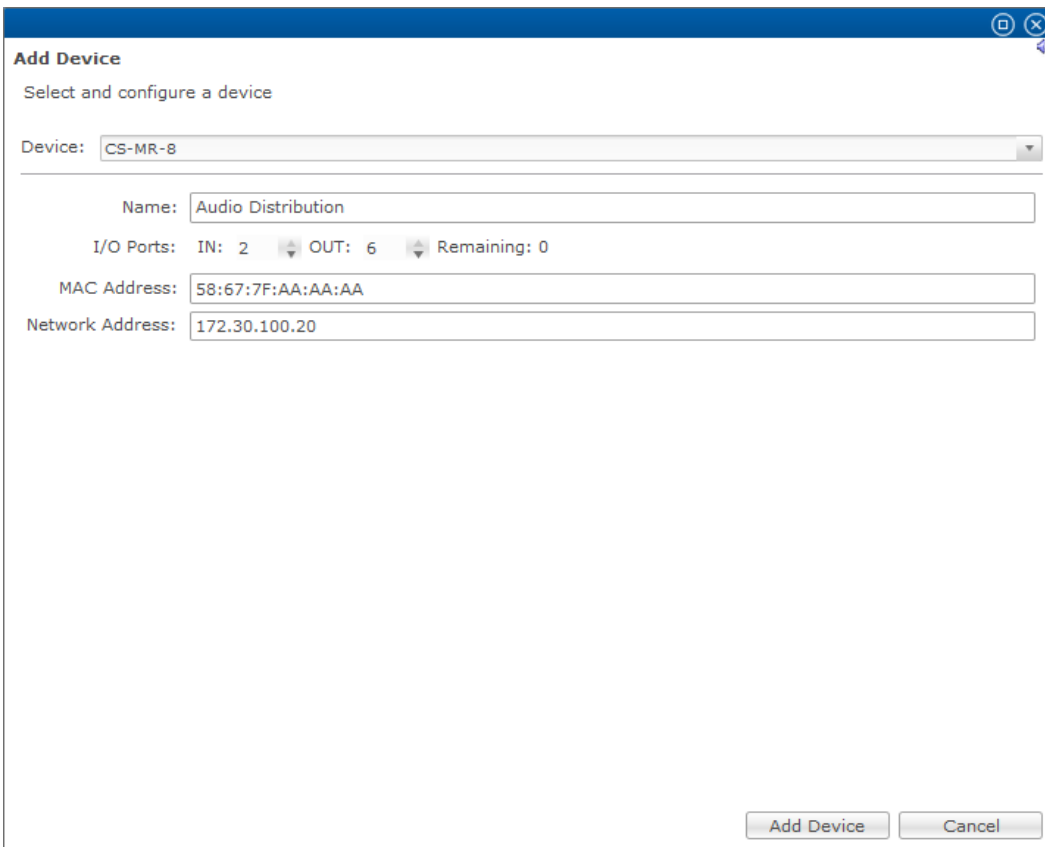 Add Device
Select and configure a device
Device: CS-MR-8
Name: Audio Distribution
I/O Ports: IN: 2 OUT: 6 Remaining: 0
MAC Address: 58:67:7F:AA:AA:AA
Network Address: 172.30.100.20
Add Device Cancel